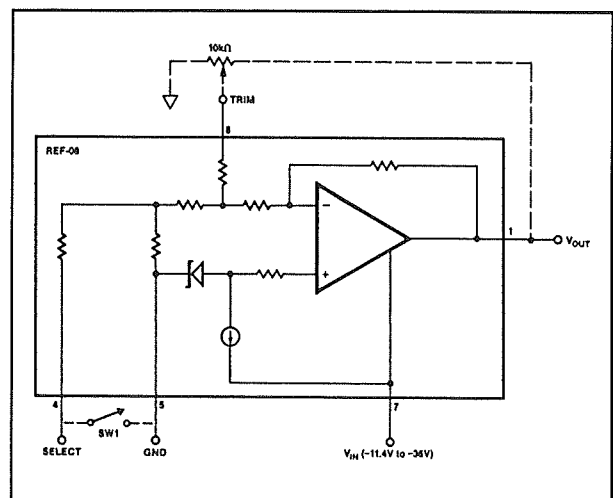 10kΩ
TRIM
8
REF-08
−
+
1
VOUT
4
5
7
SW1
SELECT
GND
VIN (−11.4V to −36V)